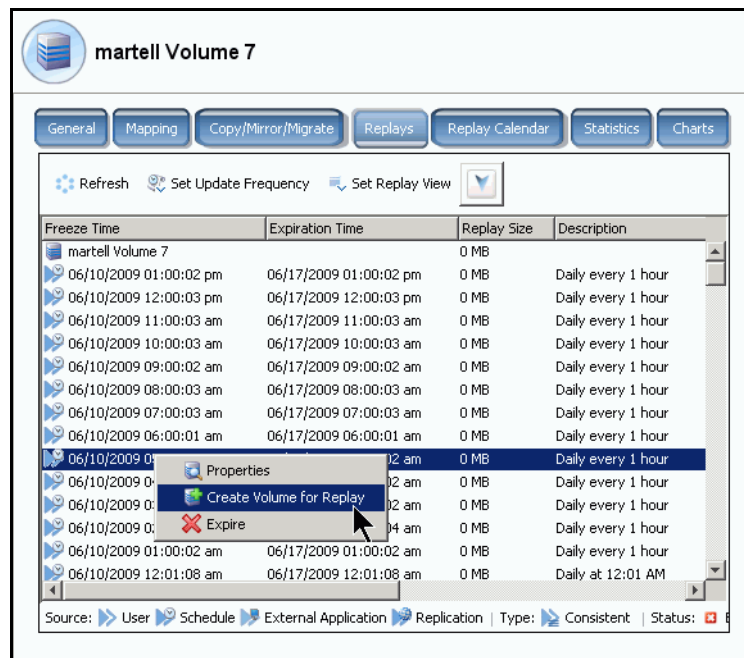 martell Volume 7
General Mapping Copy/Mirror/Migrate Replays Replay Calendar Statistics Charts
Refresh Set Update Frequency Set Replay View
Freeze Time Expiration Time Replay Size Description
martell Volume 7 0 MB
06/10/2009 01:00:02 pm 06/17/2009 01:00:02 pm 0 MB Daily every 1 hour
06/10/2009 12:00:03 pm 06/17/2009 12:00:03 pm 0 MB Daily every 1 hour
06/10/2009 11:00:03 am 06/17/2009 11:00:03 am 0 MB Daily every 1 hour
06/10/2009 10:00:03 am 06/17/2009 10:00:03 am 0 MB Daily every 1 hour
06/10/2009 09:00:02 am 06/17/2009 09:00:02 am 0 MB Daily every 1 hour
06/10/2009 08:00:03 am 06/17/2009 08:00:03 am 0 MB Daily every 1 hour
06/10/2009 07:00:03 am 06/17/2009 07:00:03 am 0 MB Daily every 1 hour
06/10/2009 06:00:01 am 06/17/2009 06:00:01 am 0 MB Daily every 1 hour
06/10/2009 am 0 MB Daily every 1 hour
Properties
06/10/2009 am 0 MB Daily every 1 hour
Create Volume for Replay
06/10/2009 am 0 MB Daily every 1 hour
Expire
06/10/2009 am 0 MB Daily every 1 hour
06/10/2009 01:00:02 am 06/17/2009 01:00:02 am 0 MB Daily every 1 hour
06/10/2009 12:01:08 am 06/17/2009 12:01:08 am 0 MB Daily at 12:01 AM
Source: User Schedule External Application Replication | Type: Consistent | Status: